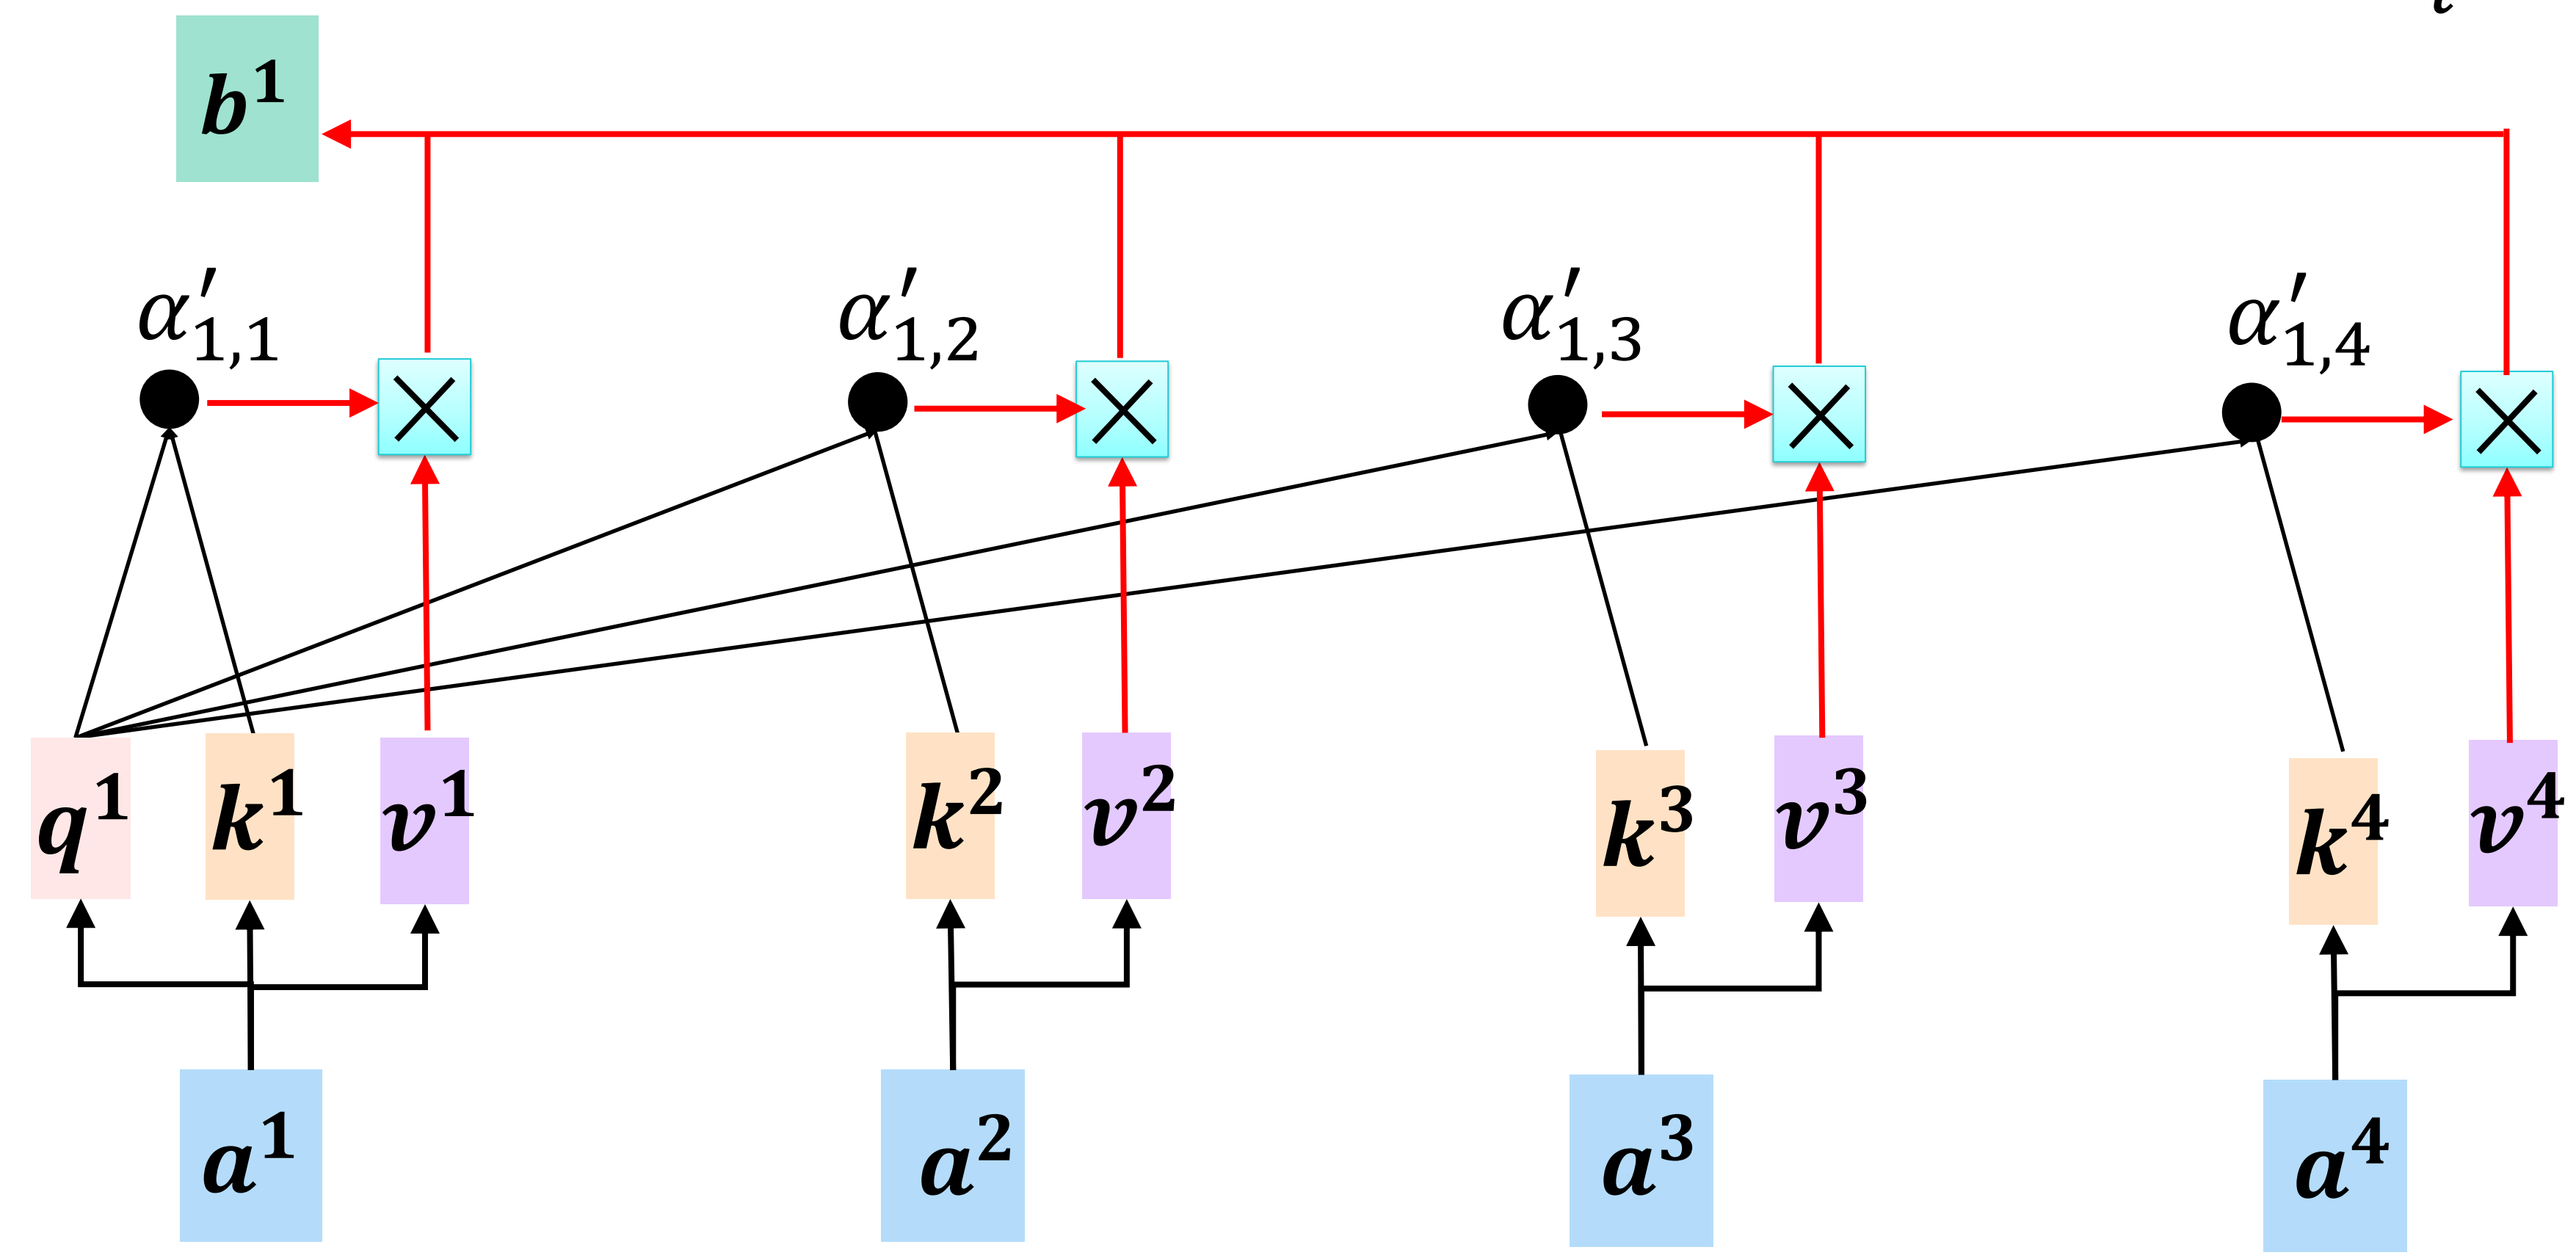 b¹
α′₁,₁ α′₁,₂ α′₁,₃ α′₁,₄
q¹ k¹ v¹ k² v² k³ v³ k⁴ v⁴
a¹ a² a³ a⁴